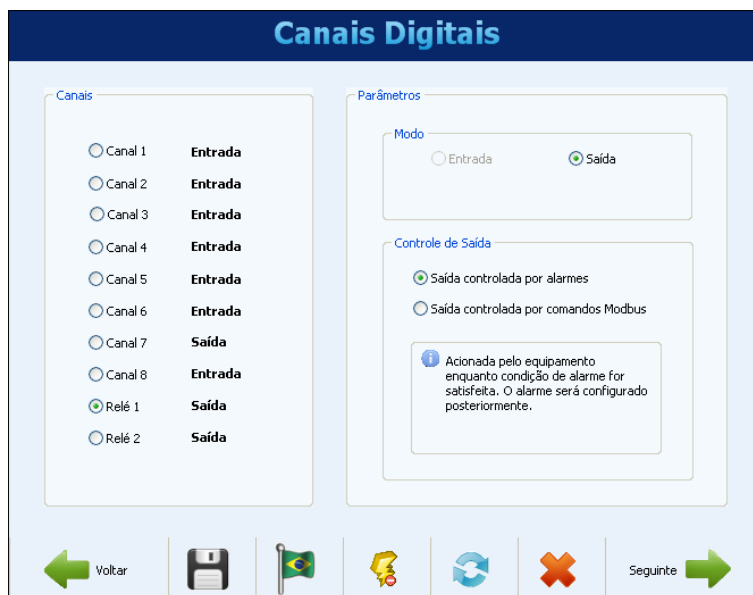 Canais Digitais
Canais
Canal 1 Entrada
Canal 2 Entrada
Canal 3 Entrada
Canal 4 Entrada
Canal 5 Entrada
Canal 6 Entrada
Canal 7 Saída
Canal 8 Entrada
Relé 1 Saída
Relé 2 Saída
Parâmetros
Modo
Entrada Saída
Controle de Saída
Saída controlada por alarmes
Saída controlada por comandos Modbus
Acionada pelo equipamento
enquanto condição de alarme for
satisfeita. O alarme será configurado
posteriormente.
Voltar Seguinte